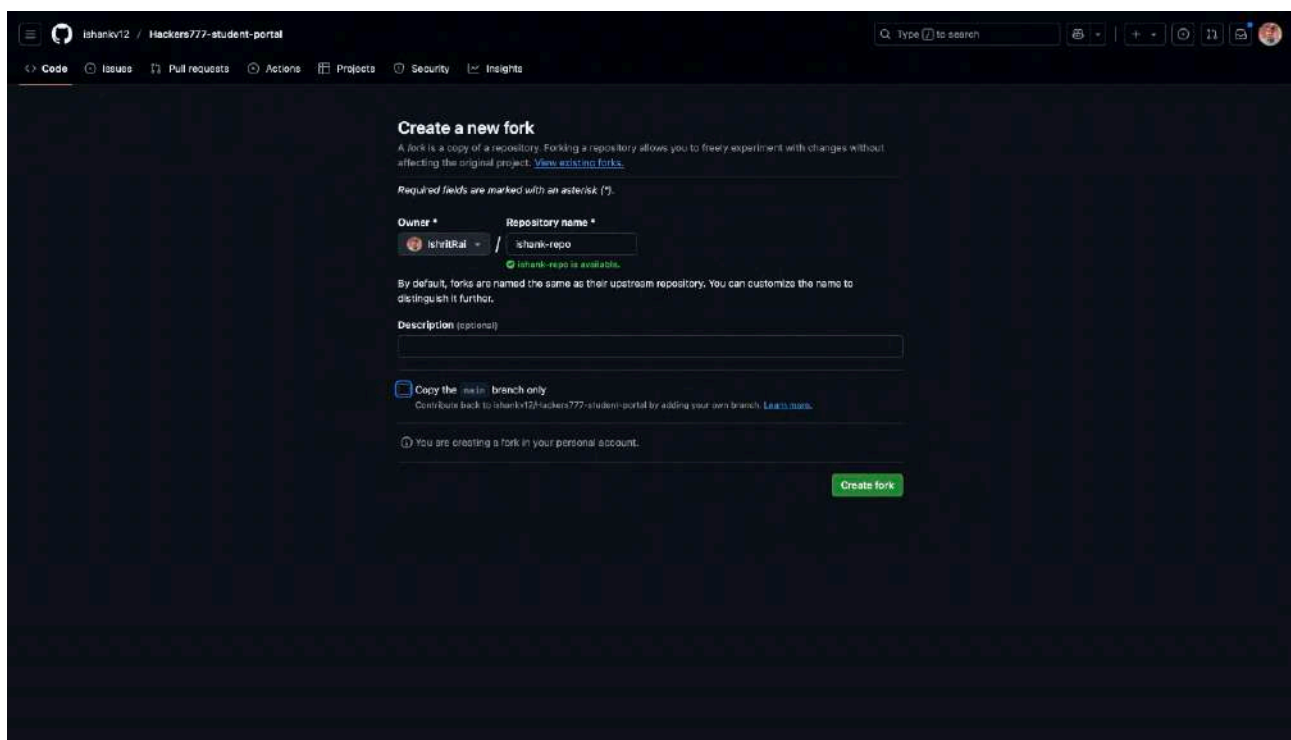 ishankv12 / Hackers777-student-portal
Type / to search
Code Issues Pull requests Actions Projects Security Insights
Create a new fork
A fork is a copy of a repository. Forking a repository allows you to freely experiment with changes without
affecting the original project. View existing forks.
Required fields are marked with an asterisk (*).
Owner * Repository name *
IshritRai / ishank-repo
ishank-repo is available.
By default, forks are named the same as their upstream repository. You can customize the name to
distinguish it further.
Description (optional)
Copy the main branch only
Contribute back to ishankv12/Hackers777-student-portal by adding your own branch. Learn more.
You are creating a fork in your personal account.
Create fork